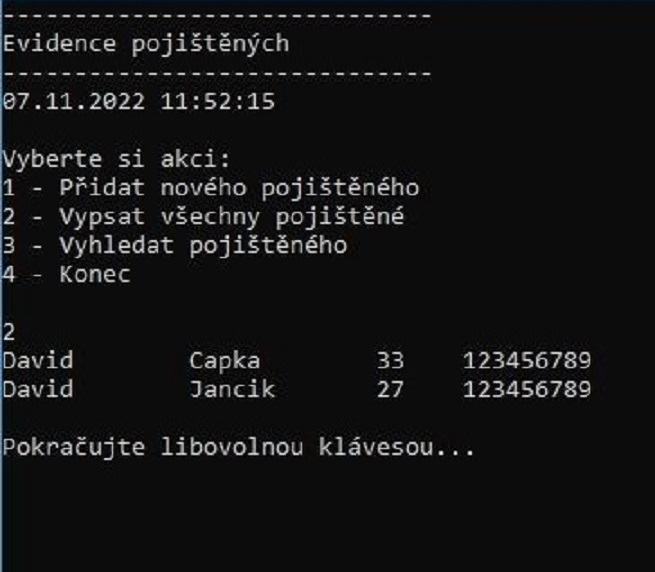 ------------------------------
Evidence pojištěných
------------------------------
07.11.2022 11:52:15
Vyberte si akci:
1 - Přidat nového pojištěného
2 - Vypsat všechny pojištěné
3 - Vyhledat pojištěného
4 - Konec
2
David Capka 33 123456789
David Jancik 27 123456789
Pokračujte libovolnou klávesou...